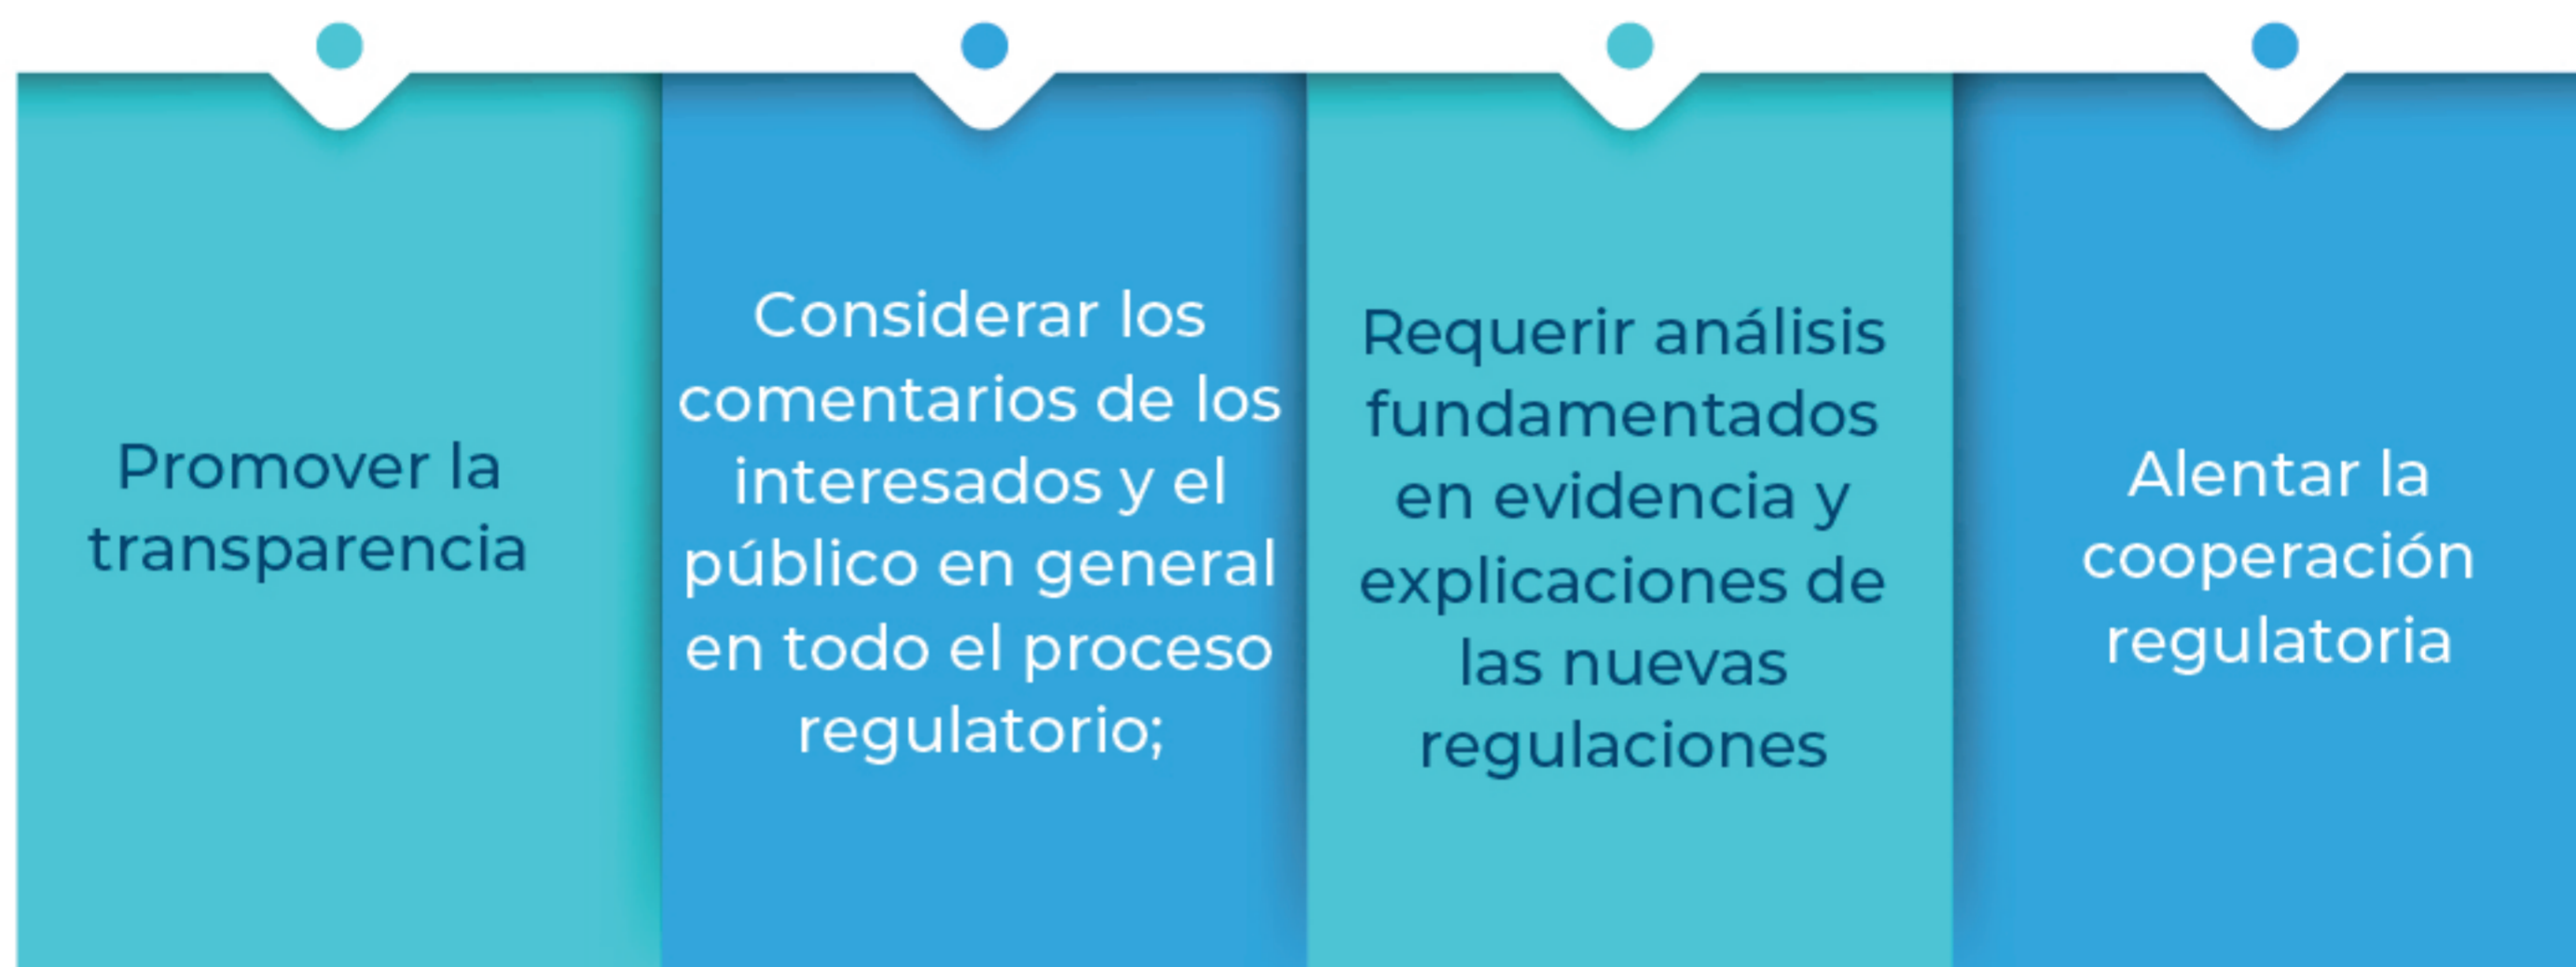 Promover la
transparencia
Considerar los
comentarios de los
interesados y el
público en general
en todo el proceso
regulatorio;
Requerir análisis
fundamentados
en evidencia y
explicaciones de
las nuevas
regulaciones
Alentar la
cooperación
regulatoria